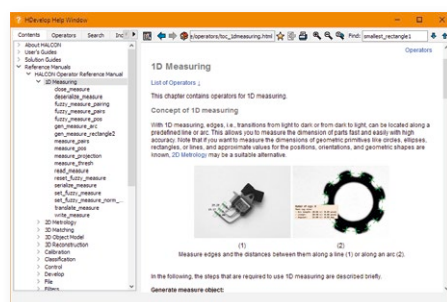 HDevelop Help Window
Contents Operators Search Inc
About HALCON
User's Guides
Solution Guides
Reference Manuals
HALCON Operator Reference Manual
1D Measuring
close_measure
deserialize_measure
fuzzy_measure_pairing
fuzzy_measure_pairs
fuzzy_measure_pos
gen_measure_arc
gen_measure_rectangle2
measure_pairs
measure_pos
measure_projection
measure_thresh
read_measure
reset_fuzzy_measure
serialize_measure
set_fuzzy_measure
set_fuzzy_measure_norm_...
translate_measure
write_measure
2D Metrology
3D Matching
3D Object Model
3D Reconstruction
Calibration
Classification
Control
Develop
File
Filters
s/operators/toc_1dmeasuring.html Find: smallest_rectangle1
Operators
1D Measuring
List of Operators ↓
This chapter contains operators for 1D measuring.
Concept of 1D measuring
With 1D measuring, edges, i.e., transitions from light to dark or from dark to light, can be located along a
predefined line or arc. This allows you to measure the dimension of parts fast and easily with high
accuracy. Note that if you want to measure the dimensions of geometric primitives like circles, ellipses,
rectangles, or lines, and approximate values for the positions, orientations, and geometric shapes are
known, 2D Metrology may be a suitable alternative.
(1) (2)
Measure edges and the distances between them along a line (1) or along an arc (2).
In the following, the steps that are required to use 1D measuring are described briefly.
Generate measure object: